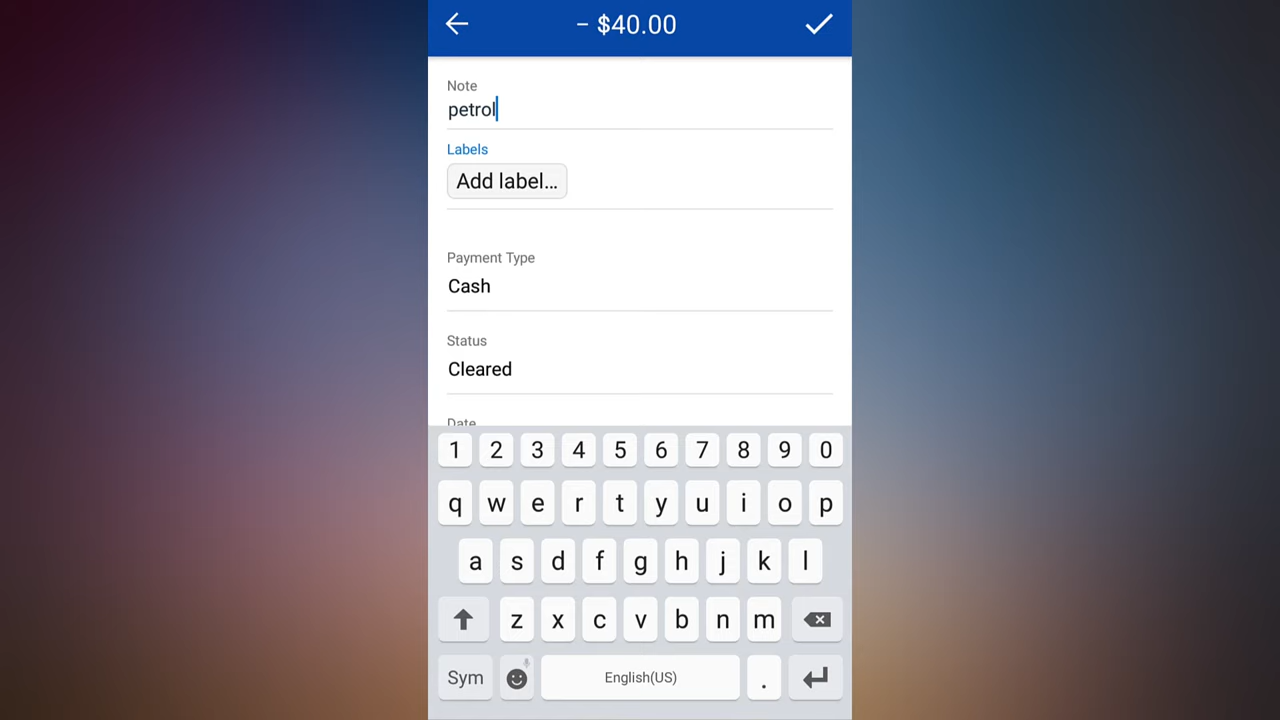 − $40.00
Note
petrol
Labels
Add label...
Payment Type
Cash
Status
Cleared
Date
1 2 3 4 5 6 7 8 9 0
q w e r t y u i o p
a s d f g h j k l
z x c v b n m
Sym English(US) .